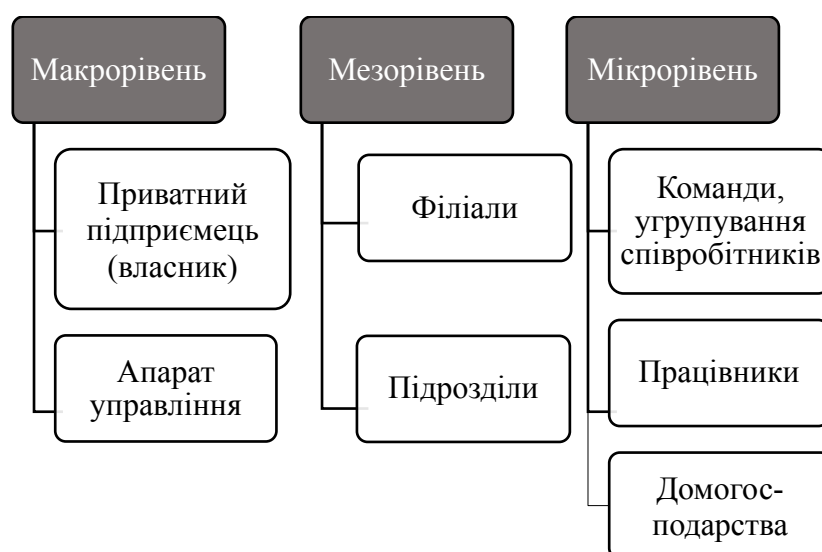 Макрорівень
Приватний
підприємець
(власник)
Апарат
управління
Мезорівень
Філіали
Підрозділи
Мікрорівень
Команди,
угрупування
співробітників
Працівники
Домогос-
подарства